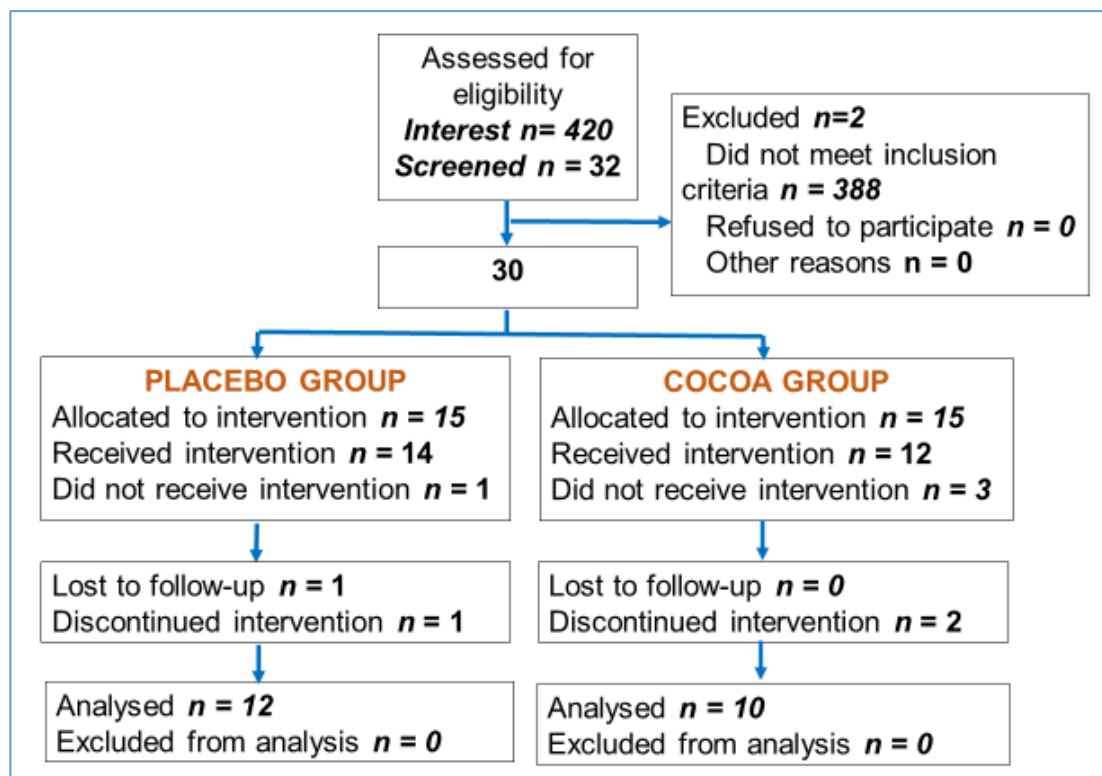 Assessed for
eligibility
Interest n= 420
Screened n = 32
Excluded n=2
Did not meet inclusion
criteria n = 388
Refused to participate n = 0
Other reasons n = 0
30
PLACEBO GROUP
Allocated to intervention n = 15
Received intervention n = 14
Did not receive intervention n = 1
COCOA GROUP
Allocated to intervention n = 15
Received intervention n = 12
Did not receive intervention n = 3
Lost to follow-up n = 1
Discontinued intervention n = 1
Lost to follow-up n = 0
Discontinued intervention n = 2
Analysed n = 12
Excluded from analysis n = 0
Analysed n = 10
Excluded from analysis n = 0